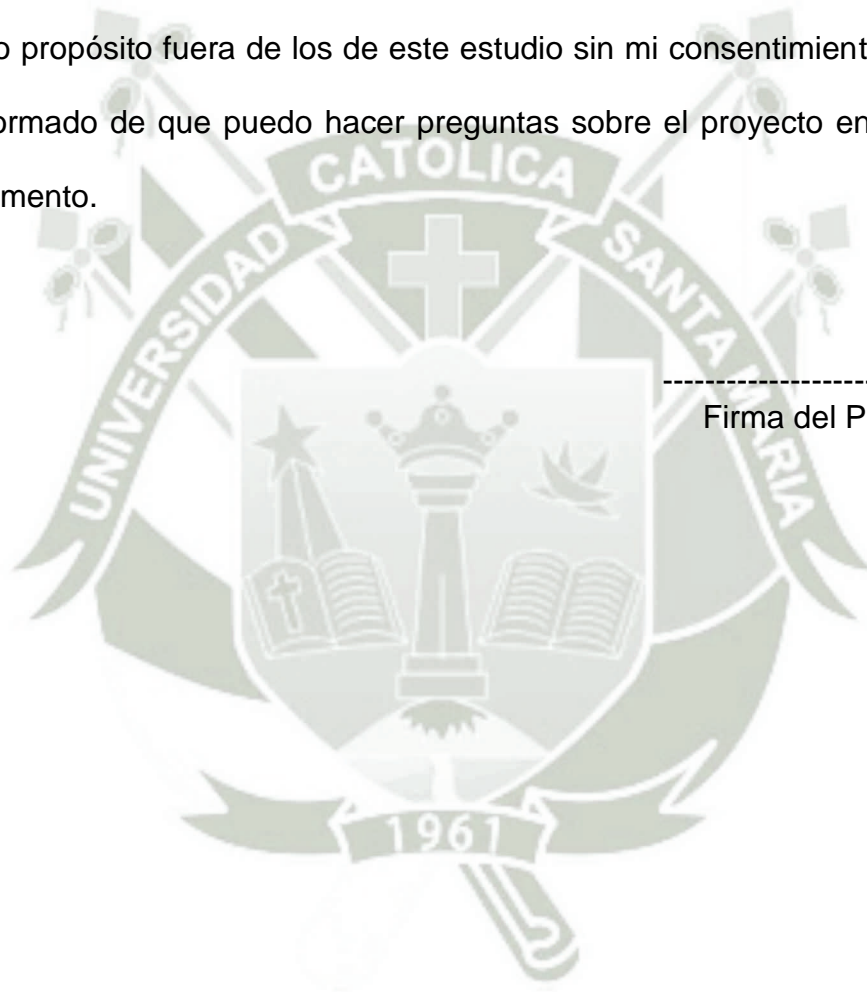 o propósito fuera de los de este estudio sin mi consentimient
ormado de que puedo hacer preguntas sobre el proyecto en
mento.
UNIVERSIDAD CATOLICA SANTA MARIA
--------------------
Firma del P
1961